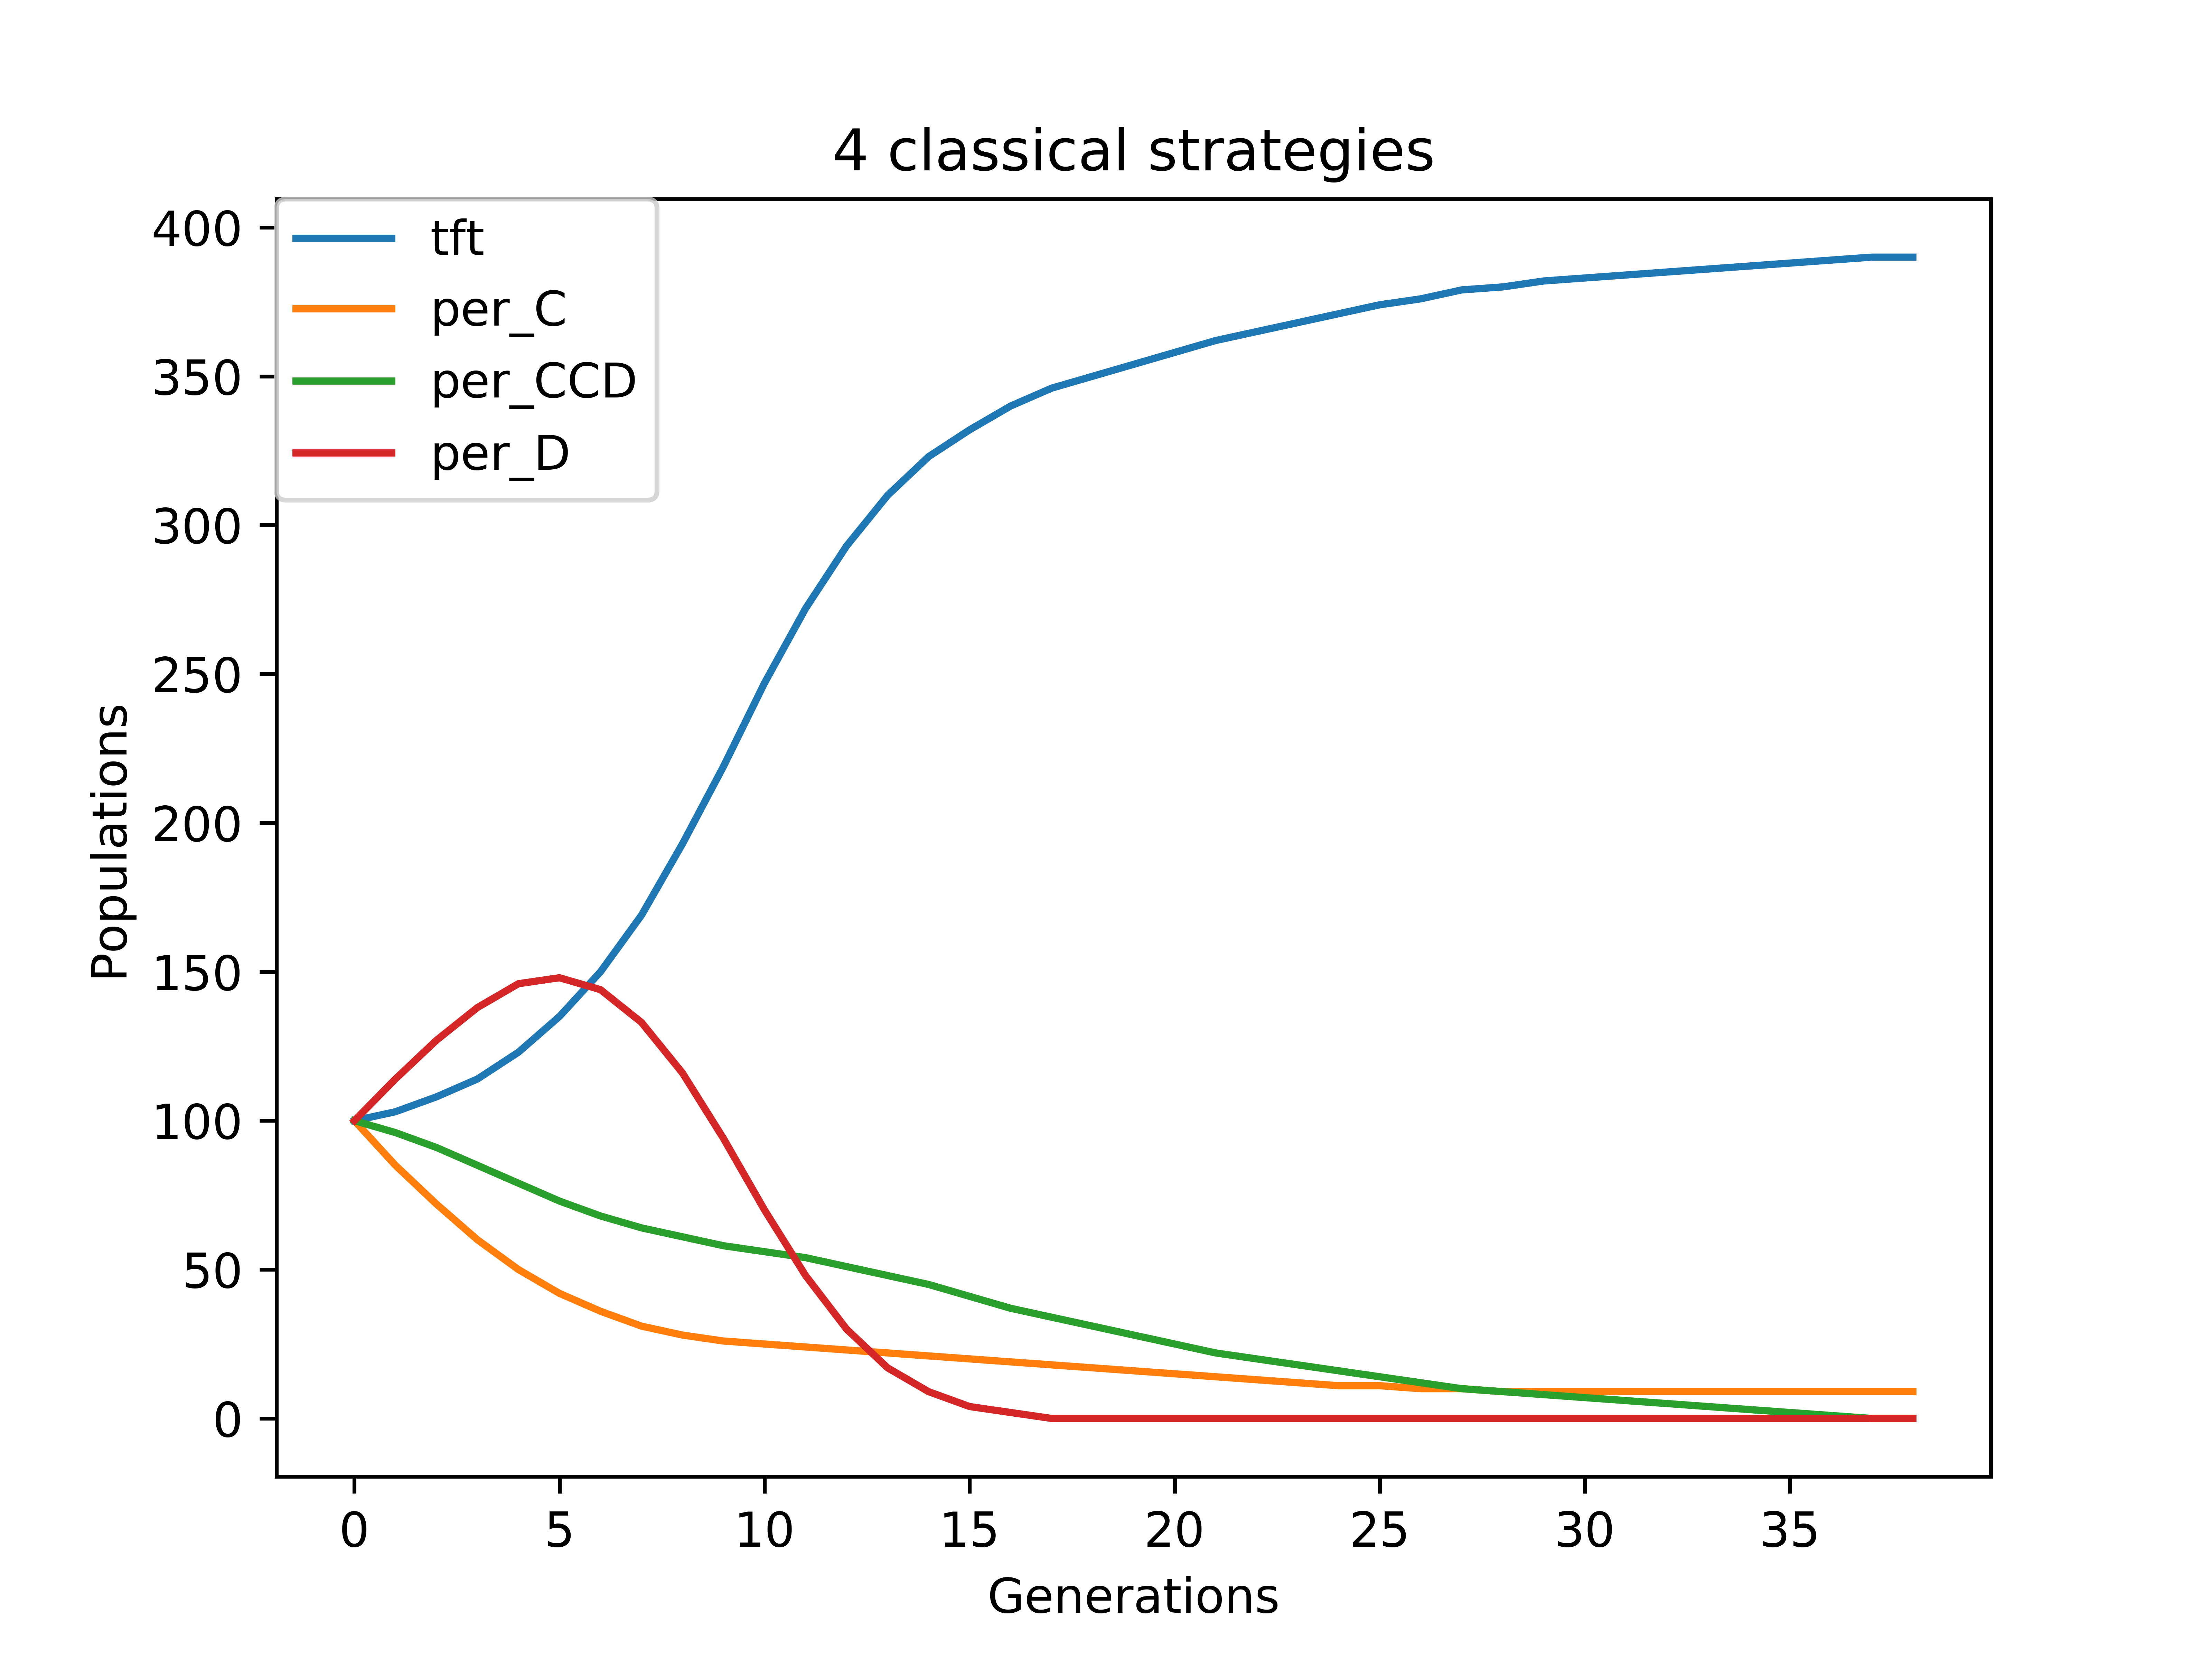 4 classical strategies
400
350
300
250
200
150
100
50
0
tft
per_C
per_CCD
per_D
Populations
0 5 10 15 20 25 30 35
Generations